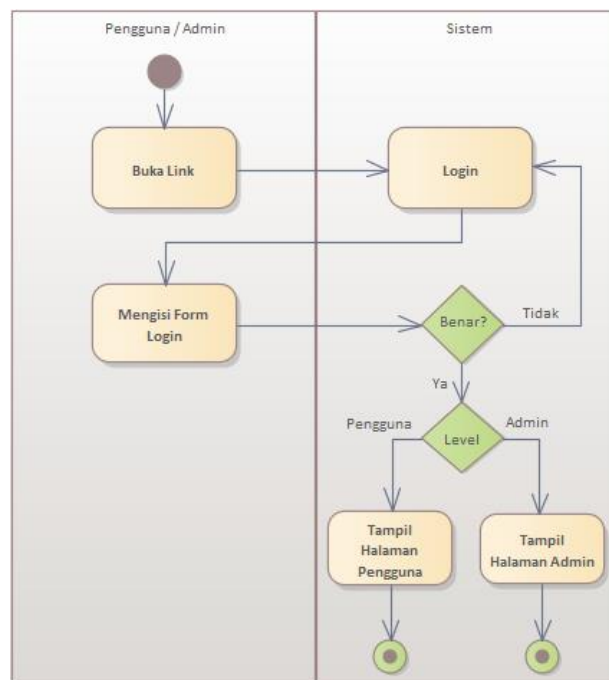 Pengguna / Admin
Sistem
Buka Link
Login
Mengisi Form
Login
Benar?
Tidak
Ya
Pengguna
Level
Admin
Tampil
Halaman
Pengguna
Tampil
Halaman Admin